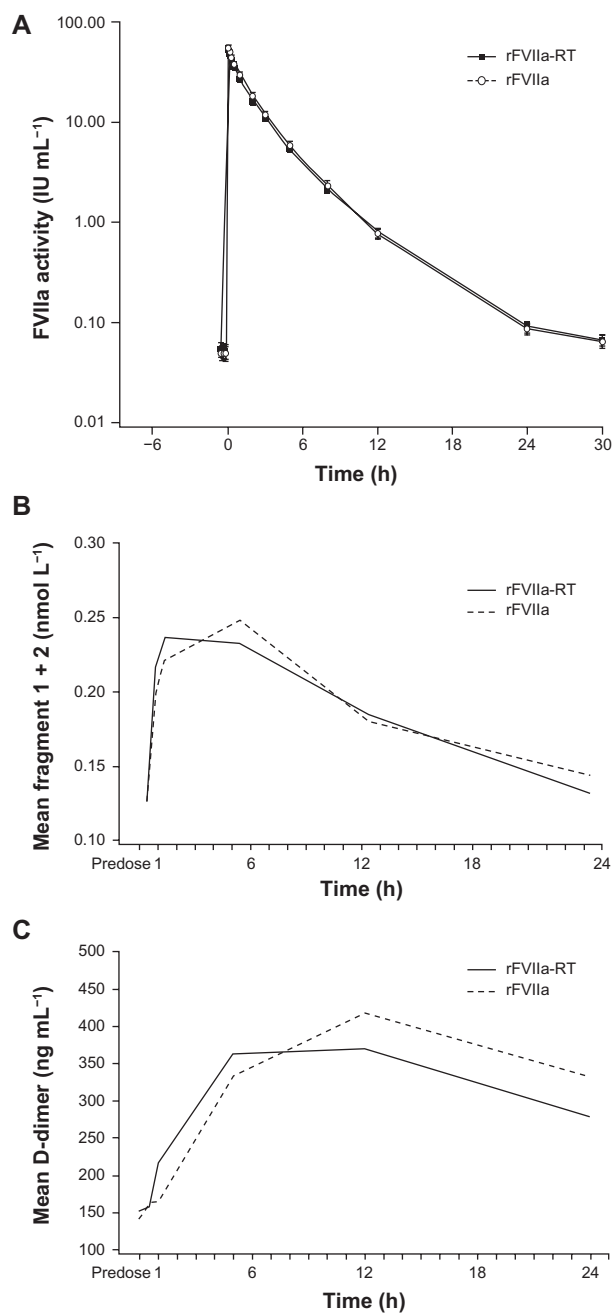 A
100.00
10.00
1.00
0.10
0.01
FVIIa activity (IU mL⁻¹)
rFVIIa-RT
rFVIIa
−6 0 6 12 18 24 30
Time (h)
B
0.30
0.25
0.20
0.15
0.10
Mean fragment 1 + 2 (nmol L⁻¹)
rFVIIa-RT
rFVIIa
Predose 1 6 12 18 24
Time (h)
C
500
450
400
350
300
250
200
150
100
Mean D-dimer (ng mL⁻¹)
rFVIIa-RT
rFVIIa
Predose 1 6 12 18 24
Time (h)